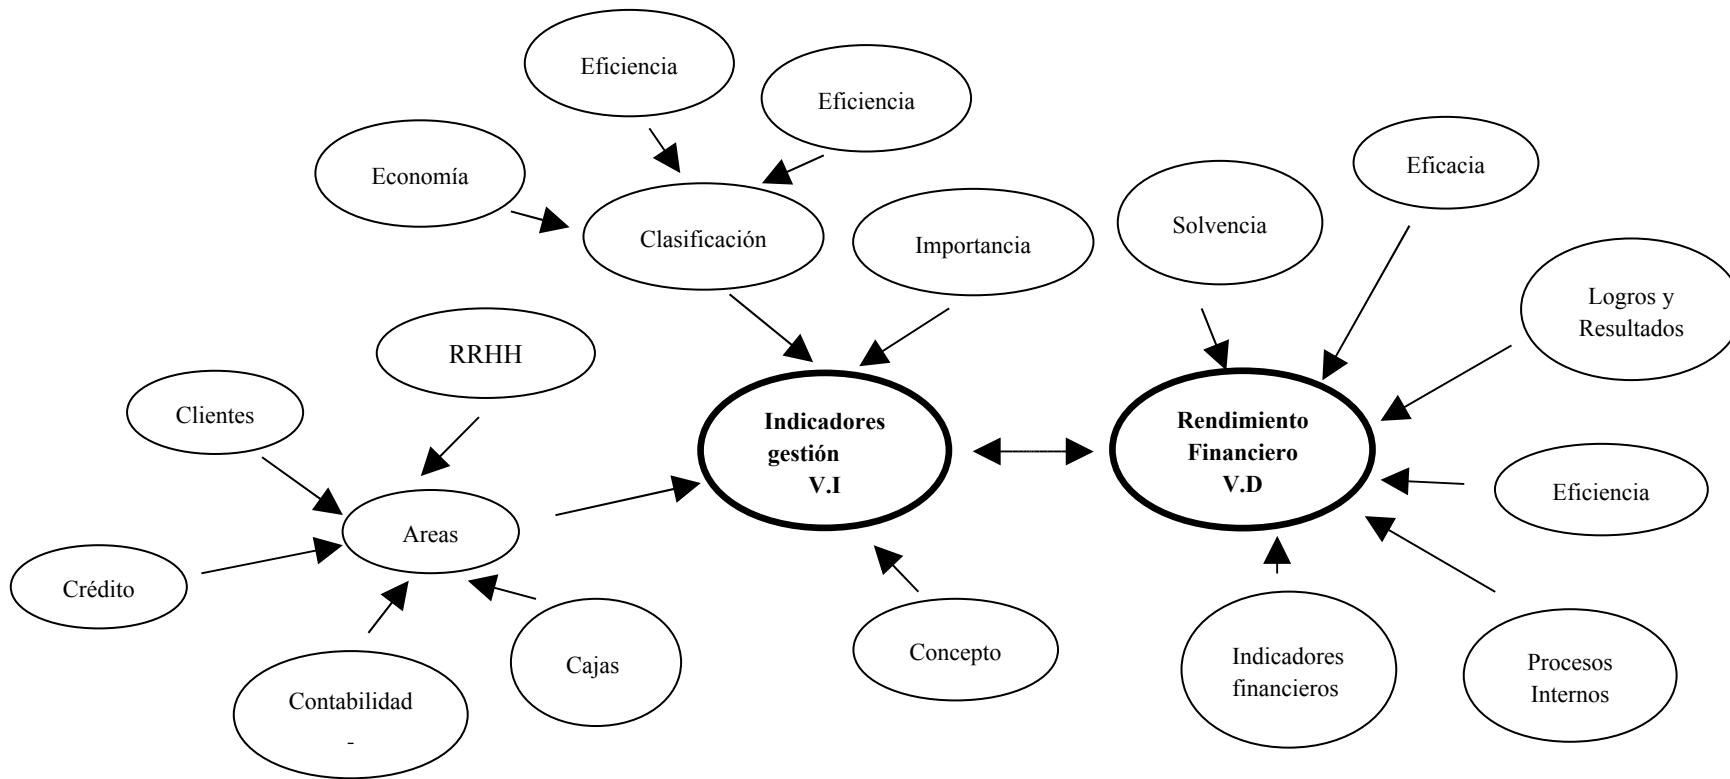 Eficiencia
Eficiencia
Economía
Clasificación
Importancia
Solvencia
Eficacia
Logros y
Resultados
RRHH
Clientes
Indicadores
gestión
V.I
Rendimiento
Financiero
V.D
Eficiencia
Areas
Crédito
Cajas
Contabilidad
-
Concepto
Indicadores
financieros
Procesos
Internos